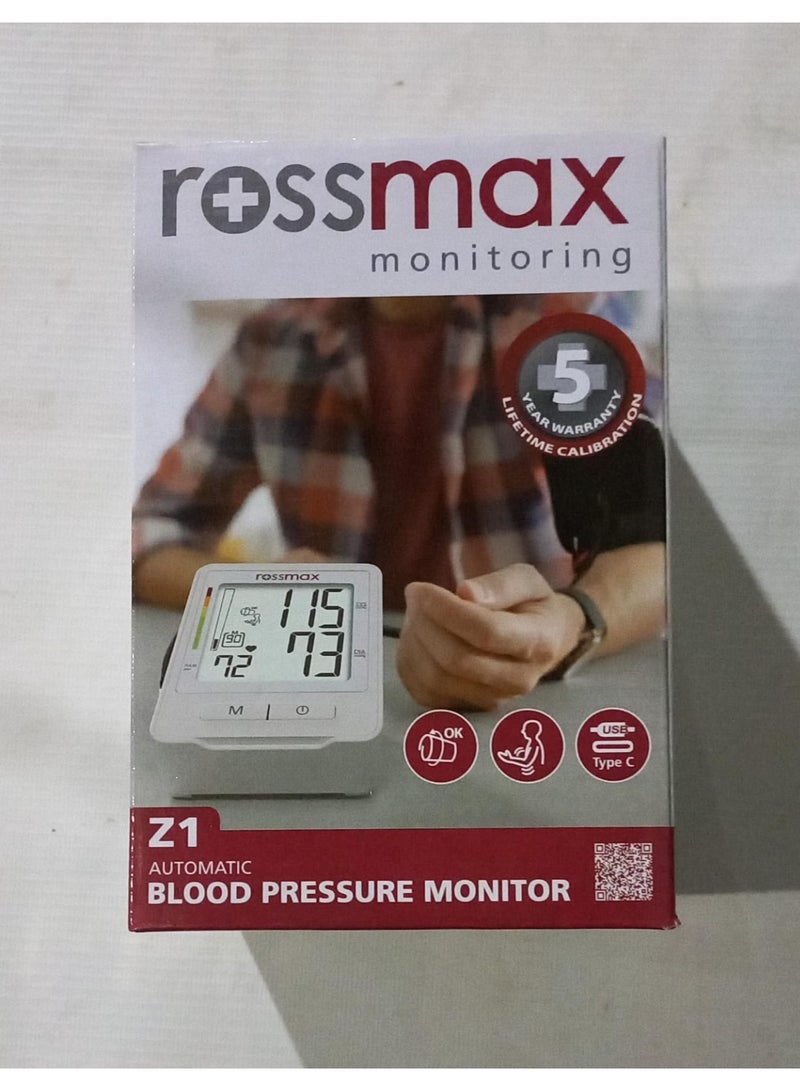 rossmax
monitoring
5
YEAR WARRANTY
LIFETIME CALIBRATION
rossmax
115
73
M
90
72
M
OK
USB
Type C
Z1
AUTOMATIC
BLOOD PRESSURE MONITOR